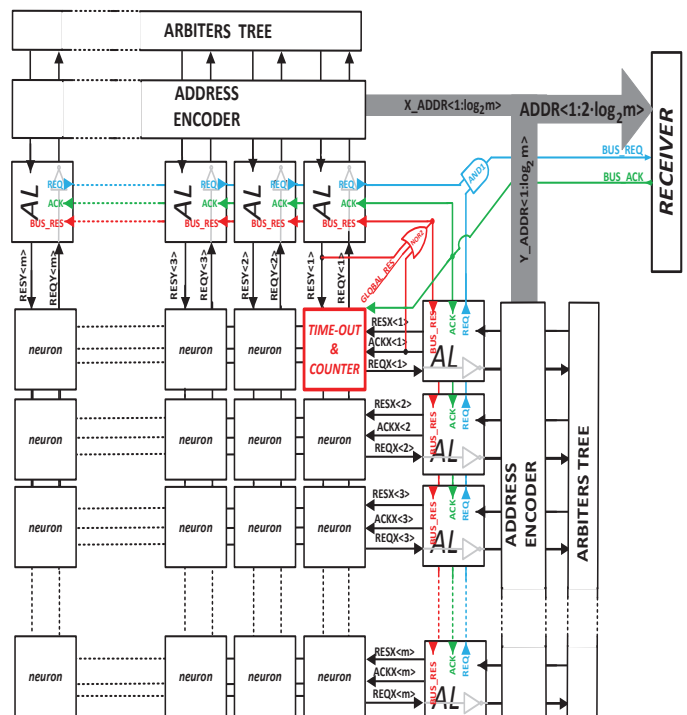 ARBITERS TREE
ADDRESS
ENCODER
X_ADDR<1:log2m>
ADDR<1:2·log2m>
RECEIVER
Y_ADDR<1:log2 m>
BUS_REQ
BUS_ACK
AND1
AL
REQ
ACK
BUS_RES
AL
REQ
ACK
BUS_RES
AL
REQ
ACK
BUS_RES
AL
REQ
ACK
BUS_RES
NOR2
GLOBAL_RES
RESY<m>
REQY<m>
RESY<3>
REQY<3>
RESY<2>
REQY<2>
RESY<1>
REQY<1>
neuron
neuron
neuron
TIME-OUT
&
COUNTER
RESX<1>
ACKX<1>
REQX<1>
BUS_RES
ACK
REQ
AL
neuron
neuron
neuron
neuron
RESX<2>
ACKX<2
REQX<2>
BUS_RES
ACK
REQ
AL
neuron
neuron
neuron
neuron
RESX<3>
ACKX<3>
REQX<3>
BUS_RES
ACK
REQ
AL
neuron
neuron
neuron
neuron
RESX<m>
ACKX<m>
REQX<m>
BUS_RES
ACK
REQ
AL
ADDRESS
ENCODER
ARBITERS TREE